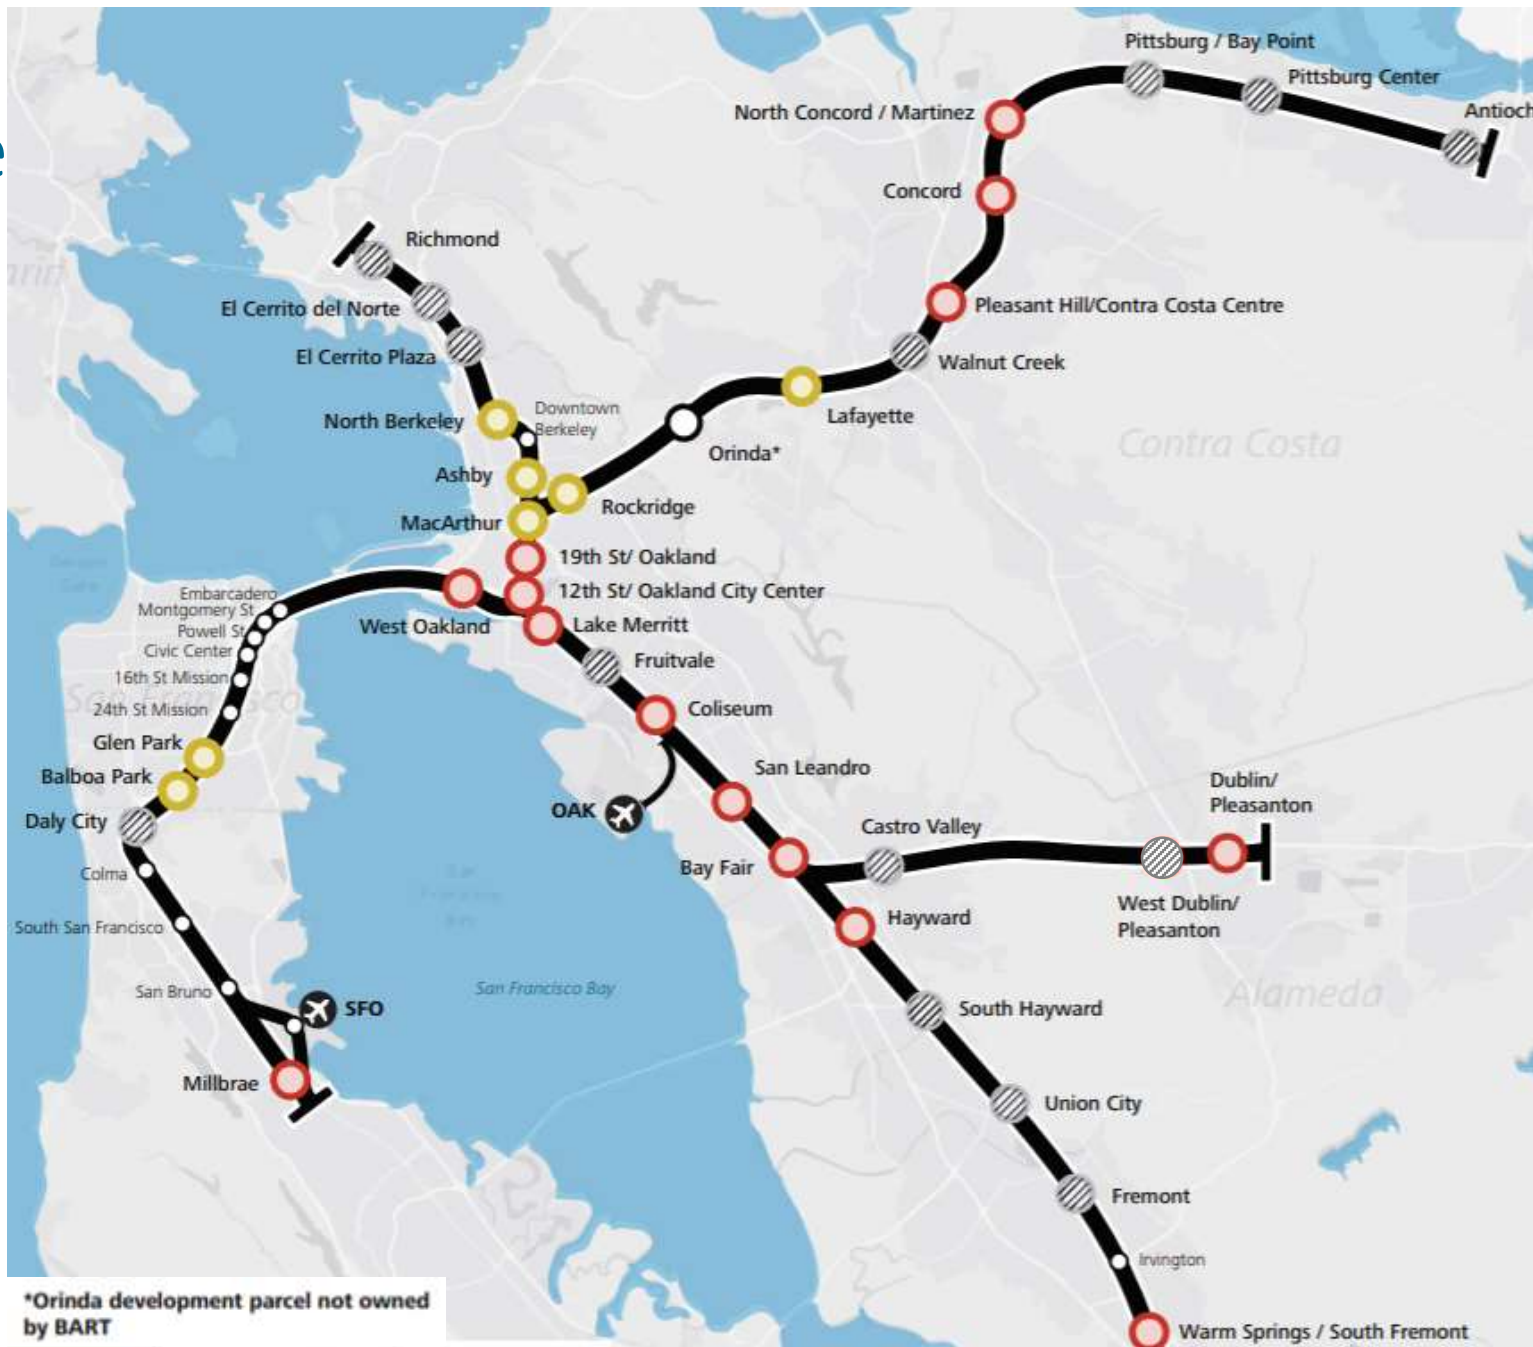 Pittsburg / Bay Point
Pittsburg Center
Antioch
North Concord / Martinez
Concord
Richmond
El Cerrito del Norte
Pleasant Hill/Contra Costa Centre
El Cerrito Plaza
Walnut Creek
Downtown
Berkeley
North Berkeley
Lafayette
Contra Costa
Orinda*
Ashby
Rockridge
MacArthur
19th St/ Oakland
12th St/ Oakland City Center
Embarcadero
Montgomery St
Powell St
Civic Center
West Oakland
Lake Merritt
Fruitvale
16th St Mission
San Francisco
24th St Mission
Coliseum
Glen Park
Balboa Park
San Leandro
Dublin/
Pleasanton
OAK
Daly City
Castro Valley
Bay Fair
Colma
West Dublin/
Pleasanton
Hayward
South San Francisco
San Bruno
San Francisco Bay
Alameda
SFO
South Hayward
Millbrae
Union City
Fremont
Irvington
*Orinda development parcel not owned
by BART
Warm Springs / South Fremont